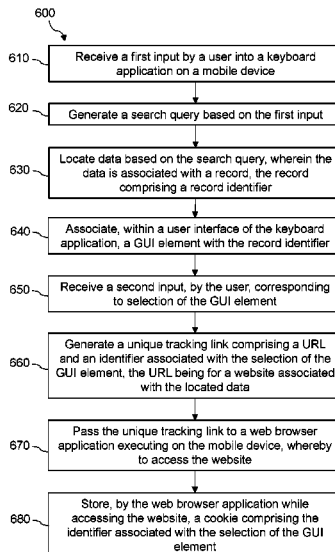 600
610
Receive a first input by a user into a keyboard
application on a mobile device
620
Generate a search query based on the first input
630
Locate data based on the search query, wherein the
data is associated with a record, the record
comprising a record identifier
640
Associate, within a user interface of the keyboard
application, a GUI element with the record identifier
650
Receive a second input, by the user, corresponding
to selection of the GUI element
660
Generate a unique tracking link comprising a URL
and an identifier associated with the selection of the
GUI element, the URL being for a website associated
with the located data
670
Pass the unique tracking link to a web browser
application executing on the mobile device, whereby
to access the website
680
Store, by the web browser application while
accessing the website, a cookie comprising the
identifier associated with the selection of the GUI
element